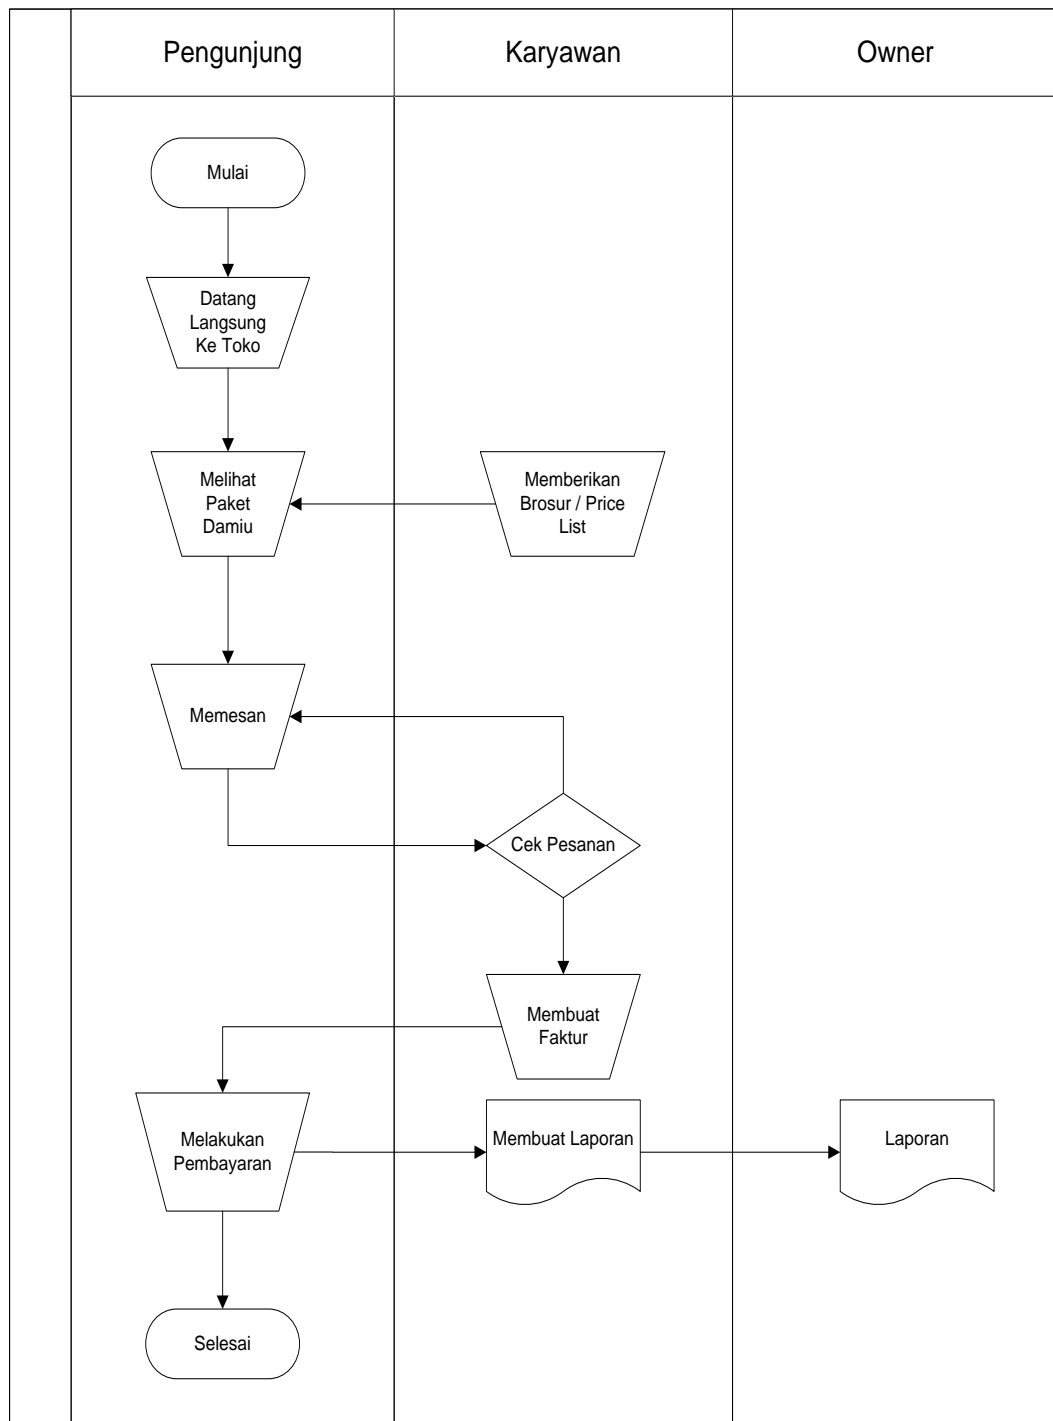 Pengunjung
Karyawan
Owner
Mulai
Datang
Langsung
Ke Toko
Melihat
Paket
Damiu
Memberikan
Brosur / Price
List
Memesan
Cek Pesanan
Membuat
Faktur
Melakukan
Pembayaran
Membuat Laporan
Laporan
Selesai